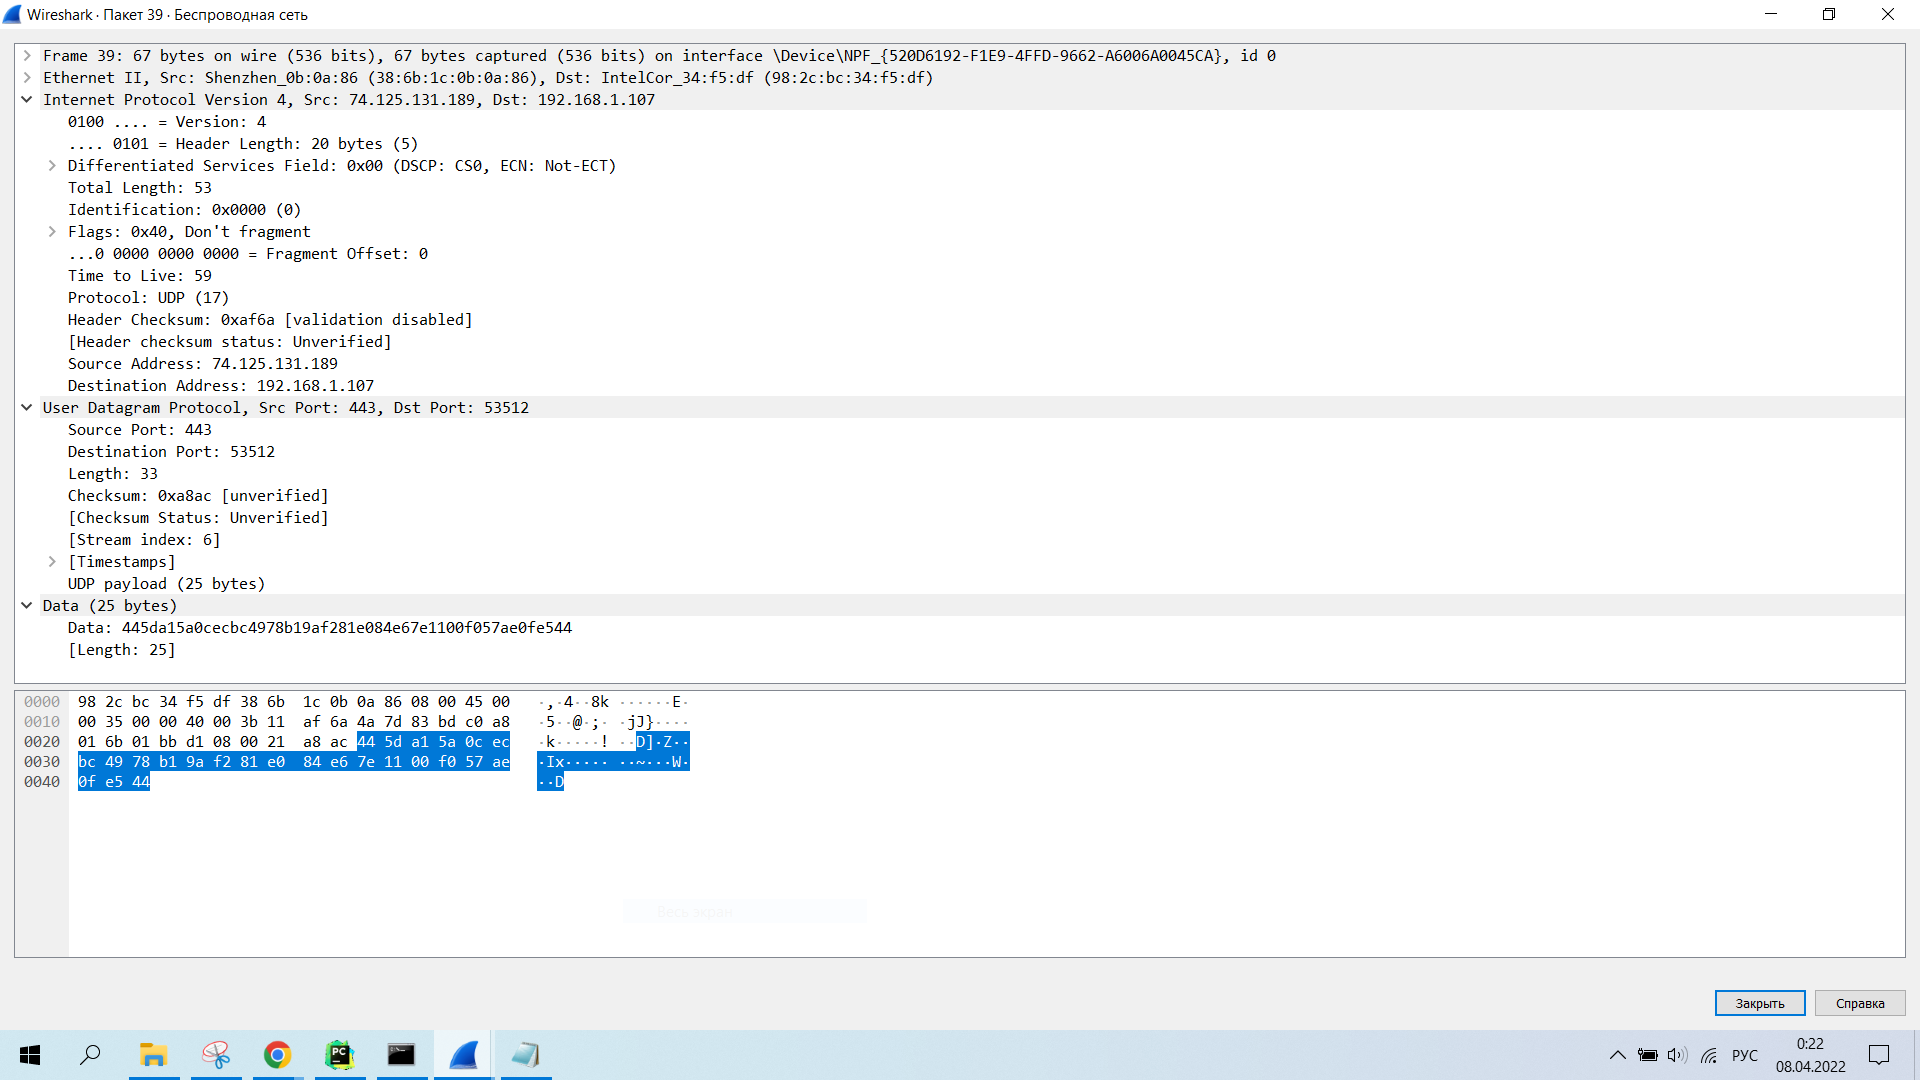 Wireshark · Пакет 39 · Беспроводная сеть
Frame 39: 67 bytes on wire (536 bits), 67 bytes captured (536 bits) on interface \Device\NPF_{520D6192-F1E9-4FFD-9662-A6006A0045CA}, id 0
Ethernet II, Src: Shenzhen_0b:0a:86 (38:6b:1c:0b:0a:86), Dst: IntelCor_34:f5:df (98:2c:bc:34:f5:df)
Internet Protocol Version 4, Src: 74.125.131.189, Dst: 192.168.1.107
0100 .... = Version: 4
.... 0101 = Header Length: 20 bytes (5)
Differentiated Services Field: 0x00 (DSCP: CS0, ECN: Not-ECT)
Total Length: 53
Identification: 0x0000 (0)
Flags: 0x40, Don't fragment
...0 0000 0000 0000 = Fragment Offset: 0
Time to Live: 59
Protocol: UDP (17)
Header Checksum: 0xaf6a [validation disabled]
[Header checksum status: Unverified]
Source Address: 74.125.131.189
Destination Address: 192.168.1.107
User Datagram Protocol, Src Port: 443, Dst Port: 53512
Source Port: 443
Destination Port: 53512
Length: 33
Checksum: 0xa8ac [unverified]
[Checksum Status: Unverified]
[Stream index: 6]
[Timestamps]
UDP payload (25 bytes)
Data (25 bytes)
Data: 445da15a0cecbc4978b19af281e084e67e1100f057ae0fe544
[Length: 25]
0000 98 2c bc 34 f5 df 38 6b 1c 0b 0a 86 08 00 45 00 ·,·4··8k ······E·
0010 00 35 00 00 40 00 3b 11 af 6a 4a 7d 83 bd c0 a8 ·5··@·;· ·jJ}····
0020 01 6b 01 bb d1 08 00 21 a8 ac 44 5d a1 5a 0c ec ·k·····! ··D]·Z··
0030 bc 49 78 b1 9a f2 81 e0 84 e6 7e 11 00 f0 57 ae ·Ix····· ··~···W·
0040 0f e5 44 ··D
Весь экран
Закрыть
Справка
PC
РУС
0:22
08.04.2022